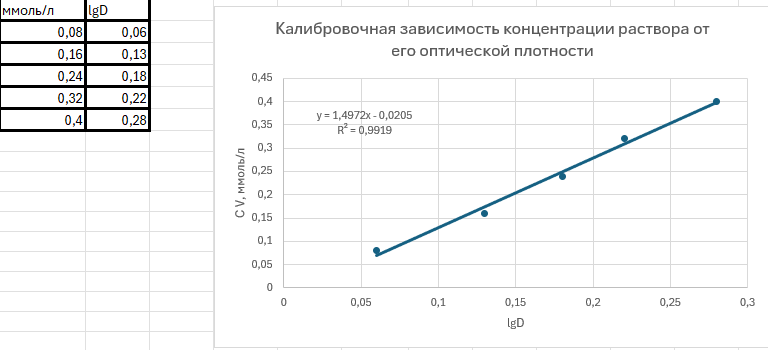 ммоль/л lgD
0,08 0,06
0,16 0,13
0,24 0,18
0,32 0,22
0,4 0,28
Калибровочная зависимость концентрации раствора от
его оптической плотности
y = 1,4972x - 0,0205
R² = 0,9919
C V, ммоль/л
0,45
0,4
0,35
0,3
0,25
0,2
0,15
0,1
0,05
0
0 0,05 0,1 0,15 0,2 0,25 0,3
lgD